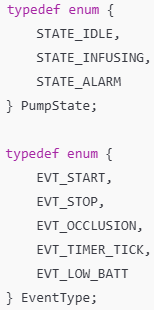 typedef enum {
    STATE_IDLE,
    STATE_INFUSING,
    STATE_ALARM
} PumpState;

typedef enum {
    EVT_START,
    EVT_STOP,
    EVT_OCCLUSION,
    EVT_TIMER_TICK,
    EVT_LOW_BATT
} EventType;